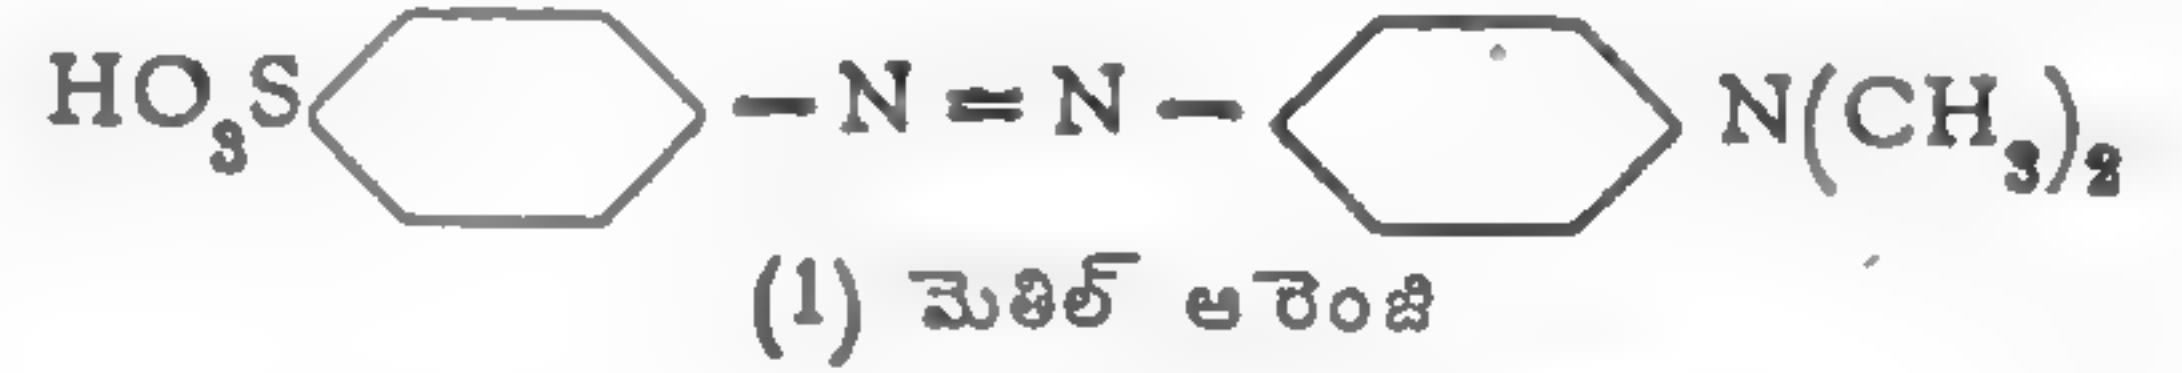 HO₃S —N=N— N(CH₃)₂
(1) మెతిల్ ఆరెంజి